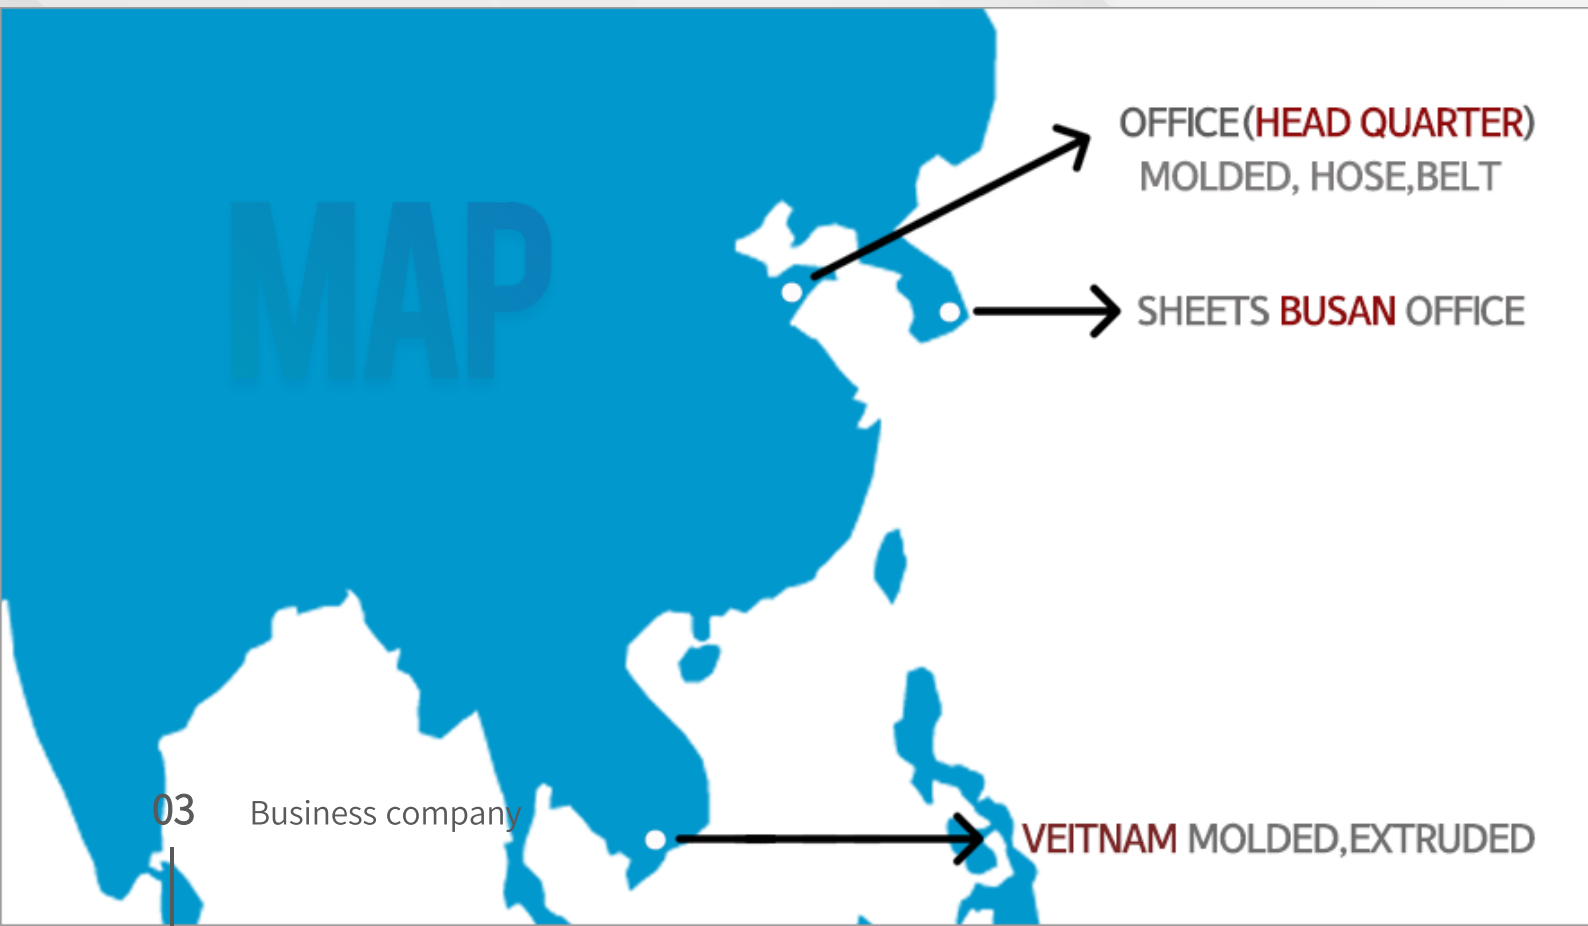 OFFICE(HEAD QUARTER)
MOLDED, HOSE,BELT
MAP
SHEETS BUSAN OFFICE
03 Business company
VEITNAM MOLDED,EXTRUDED